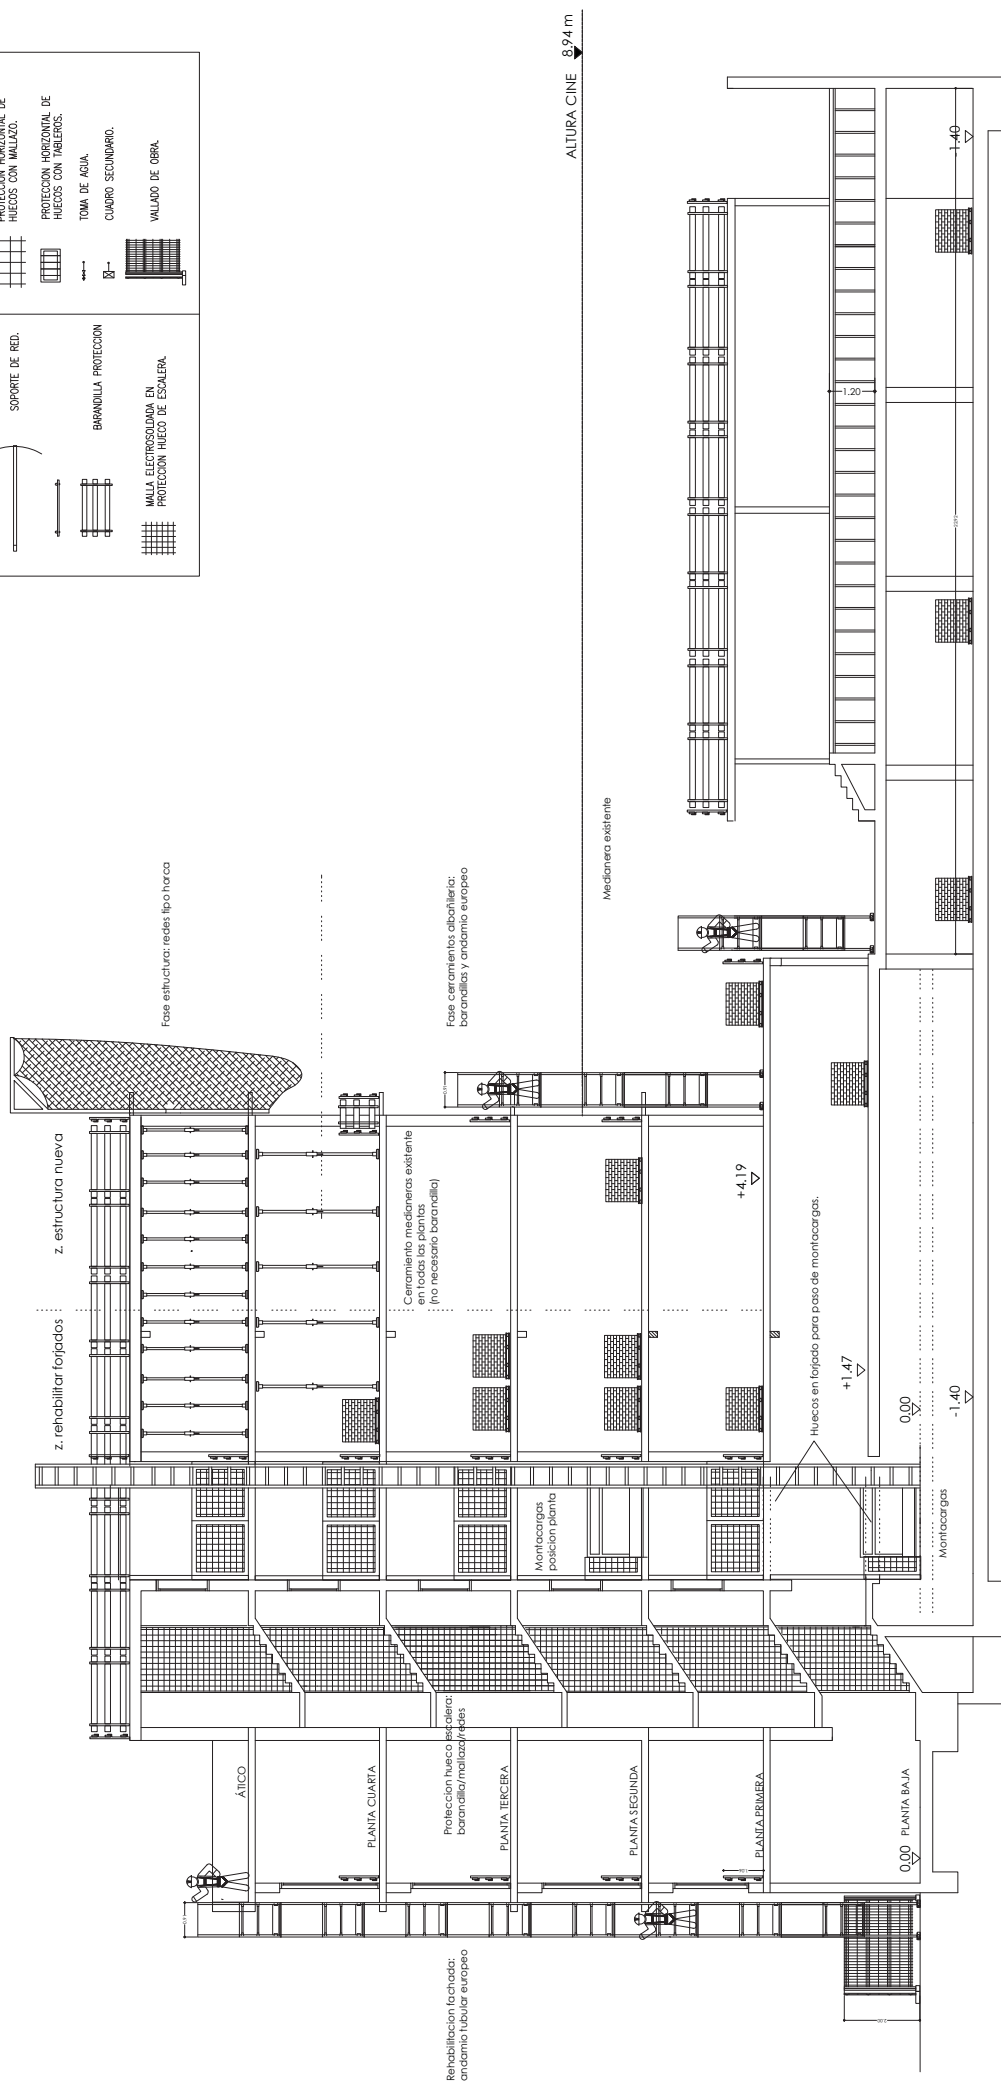 PROTECCION HORIZONTAL DE
HUECOS CON MALLAZO.
PROTECCION HORIZONTAL DE
HUECOS CON TABLEROS.
TOMA DE AGUA.
CUADRO SECUNDARIO.
VALLADO DE OBRA.
SOPORTE DE RED.
BARANDILLA PROTECCION
MALLA ELECTROSOLDADA EN
PROTECCION HUECO DE ESCALERA.
ALTURA CINE 8,94 m
Medianera existente
Fase estructura: redes tipo horca
Fase cerramientos albañileria:
barandillas y andamio europeo
z. rehabilitar forjados
z. estructura nueva
Cerramiento medianeras existente
en todas las plantas
(no necesario barandilla)
Huecos en forjado para paso de montacargas.
Montacargas
posicion planta
Montacargas
+4.19
+1.47
0.00
-1.40
-1.40
1.20
Proteccion hueco escalera:
barandilla/mallazo/redes
ÁTICO
PLANTA CUARTA
PLANTA TERCERA
PLANTA SEGUNDA
PLANTA PRIMERA
0.00 PLANTA BAJA
Rehabilitacion fachada:
andamio tubular europeo